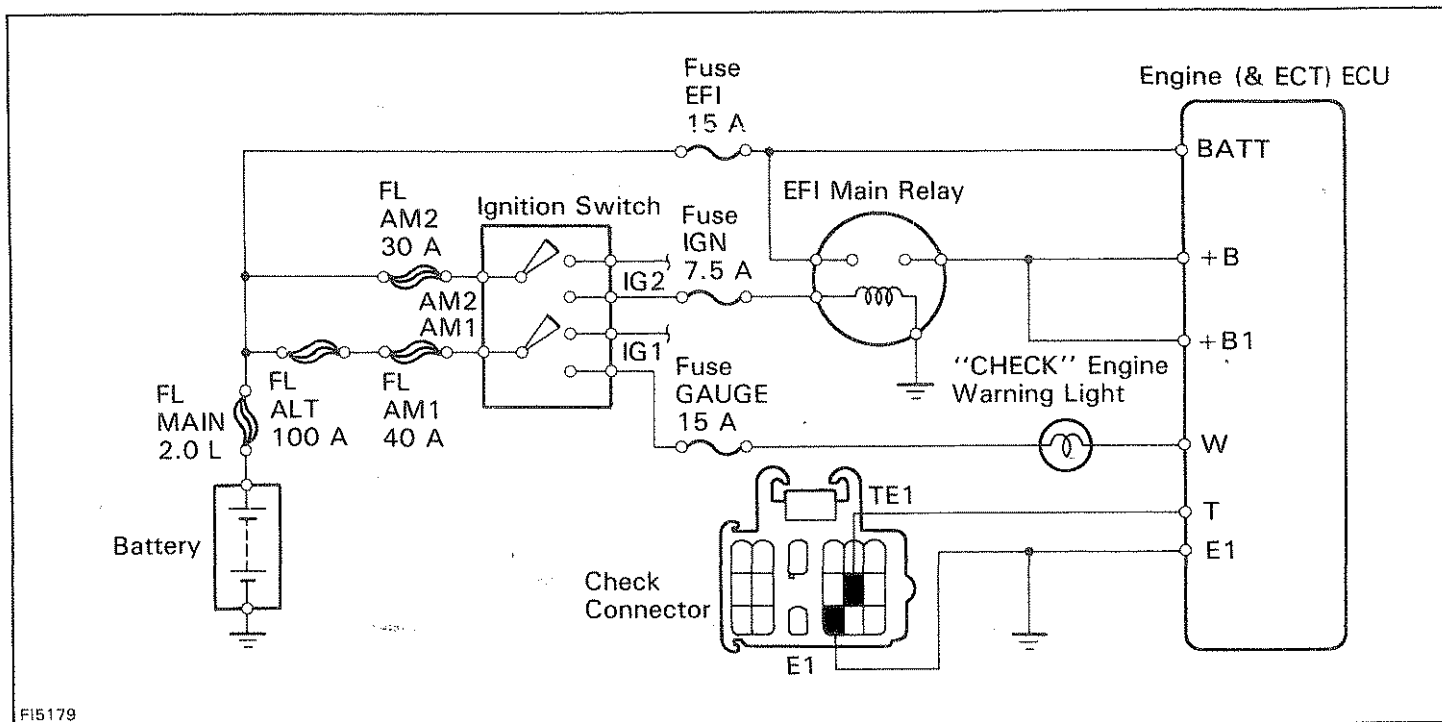 Fuse
EFI
15 A
Engine (& ECT) ECU
BATT
FL
AM2
30 A
Ignition Switch
Fuse
IGN
7.5 A
EFI Main Relay
+B
IG2
AM2
AM1
IG1
+B1
FL
MAIN
2.0 L
FL
ALT
100 A
FL
AM1
40 A
Fuse
GAUGE
15 A
"CHECK" Engine
Warning Light
W
TE1
T
Battery
E1
Check
Connector
E1
FI5179